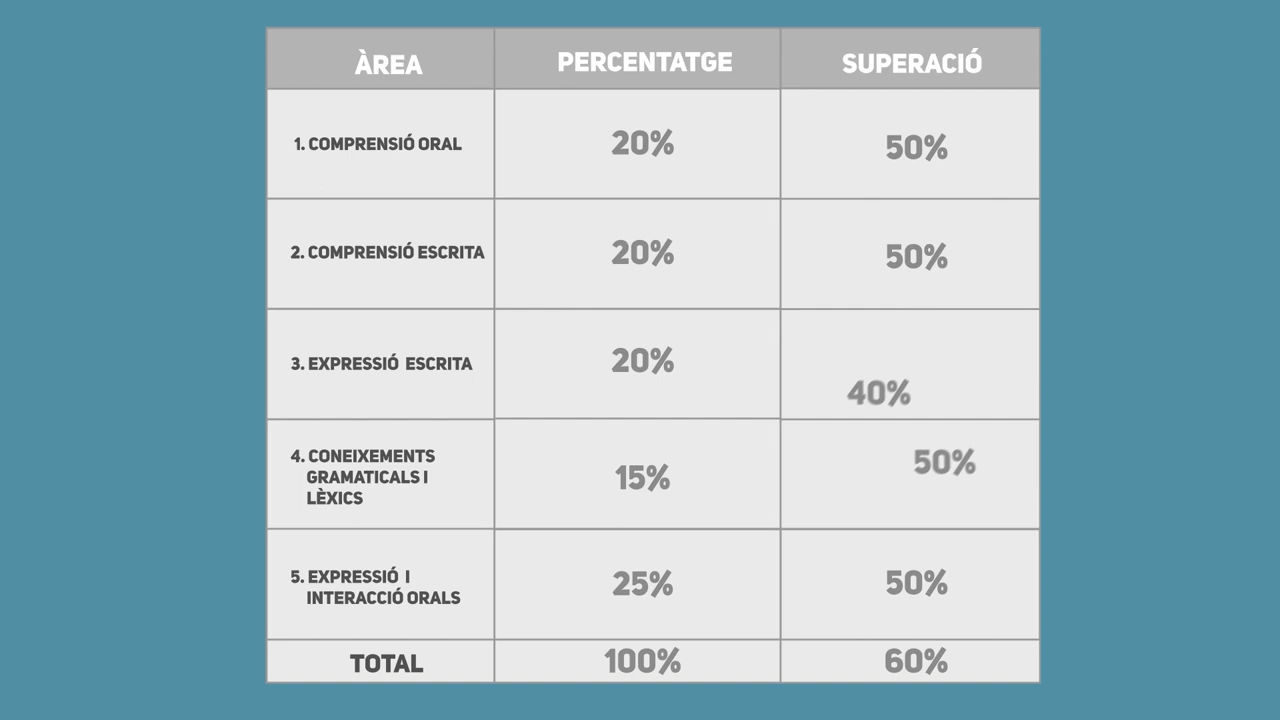 ÀREA PERCENTATGE SUPERACIÓ
1. COMPRENSIÓ ORAL 20% 50%
2. COMPRENSIÓ ESCRITA 20% 50%
3. EXPRESSIÓ ESCRITA 20% 40%
4. CONEIXEMENTS
GRAMATICALS I
LÈXICS 15% 50%
5. EXPRESSIÓ I
INTERACCIÓ ORALS 25% 50%
TOTAL 100% 60%